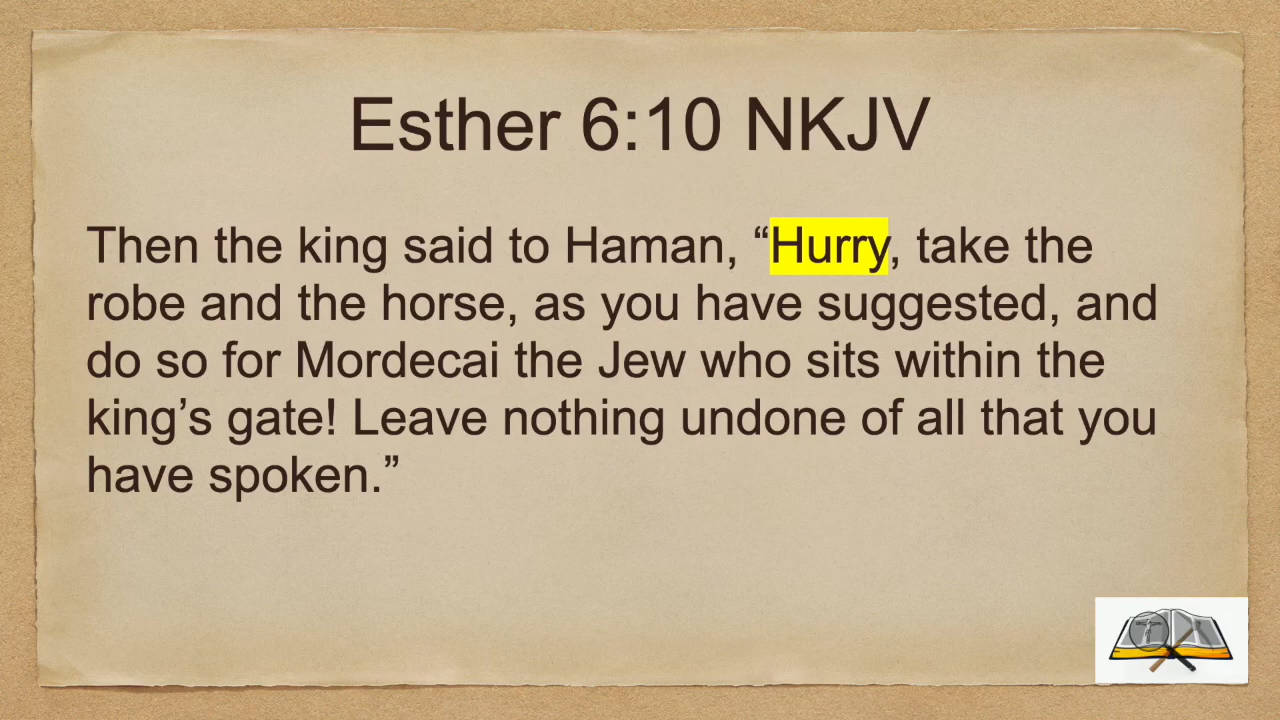 Esther 6:10 NKJV
Then the king said to Haman, “Hurry, take the
robe and the horse, as you have suggested, and
do so for Mordecai the Jew who sits within the
king’s gate! Leave nothing undone of all that you
have spoken.”